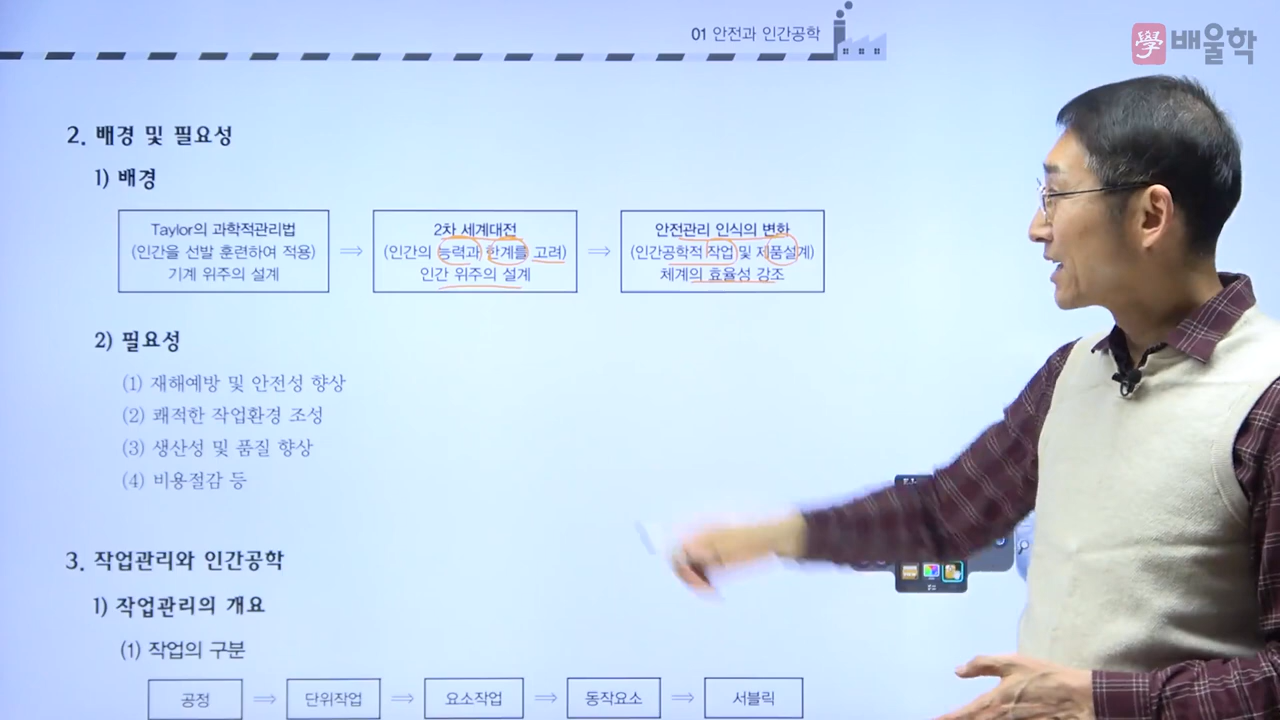 01 안전과 인간공학
學 배울학
2. 배경 및 필요성
1) 배경
Taylor의 과학적관리법
(인간을 선발 훈련하여 적용)
기계 위주의 설계
⇒
2차 세계대전
(인간의 능력과 한계를 고려)
인간 위주의 설계
⇒
안전관리 인식의 변화
(인간공학적 작업 및 제품설계)
체계의 효율성 강조
2) 필요성
(1) 재해예방 및 안전성 향상
(2) 쾌적한 작업환경 조성
(3) 생산성 및 품질 향상
(4) 비용절감 등
3. 작업관리와 인간공학
1) 작업관리의 개요
(1) 작업의 구분
공정 ⇒ 단위작업 ⇒ 요소작업 ⇒ 동작요소 ⇒ 서블릭